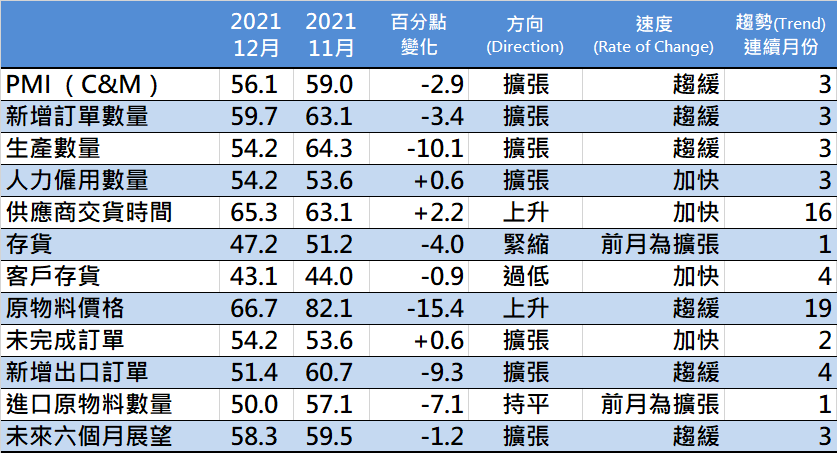 2021 12月 2021 11月 百分點 變化 方向 (Direction) 速度 (Rate of Change) 趨勢(Trend) 連續月份
PMI （C&M） 56.1 59.0 -2.9 擴張 趨緩 3
新增訂單數量 59.7 63.1 -3.4 擴張 趨緩 3
生產數量 54.2 64.3 -10.1 擴張 趨緩 3
人力僱用數量 54.2 53.6 +0.6 擴張 加快 3
供應商交貨時間 65.3 63.1 +2.2 上升 加快 16
存貨 47.2 51.2 -4.0 緊縮 前月為擴張 1
客戶存貨 43.1 44.0 -0.9 過低 加快 4
原物料價格 66.7 82.1 -15.4 上升 趨緩 19
未完成訂單 54.2 53.6 +0.6 擴張 加快 2
新增出口訂單 51.4 60.7 -9.3 擴張 趨緩 4
進口原物料數量 50.0 57.1 -7.1 持平 前月為擴張 1
未來六個月展望 58.3 59.5 -1.2 擴張 趨緩 3